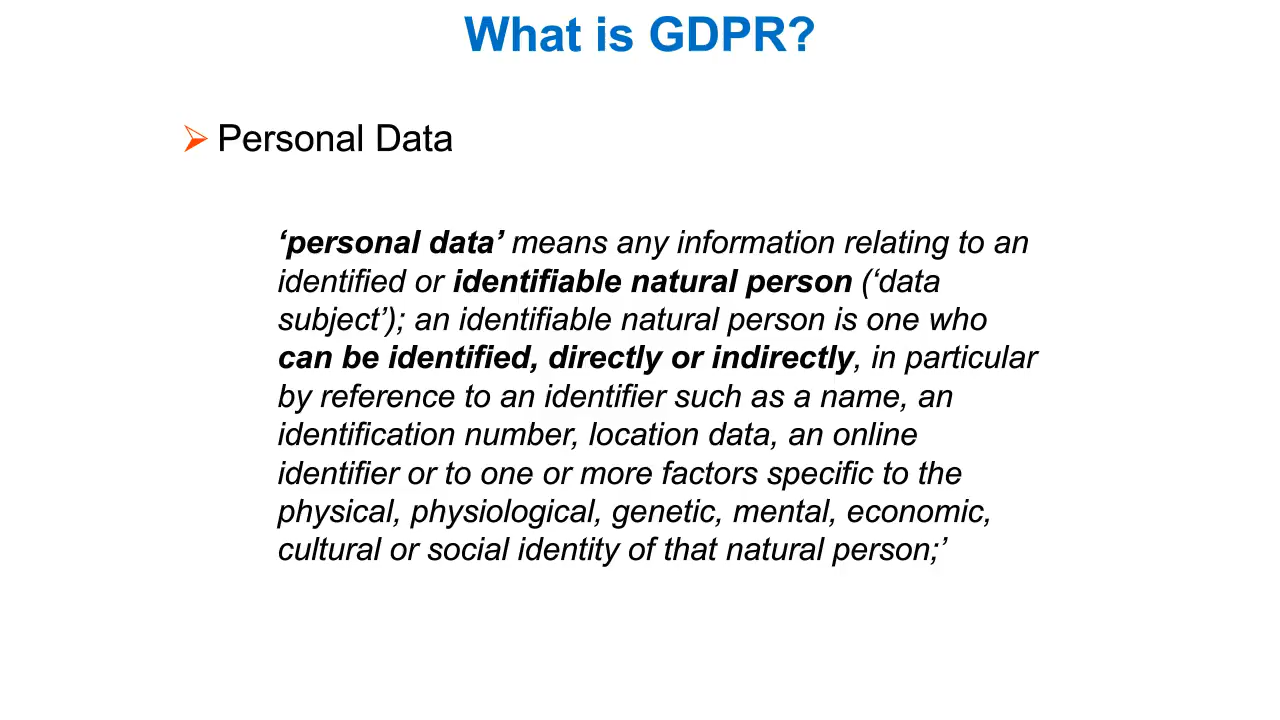 What is GDPR?
Personal Data
‘personal data’ means any information relating to an
identified or identifiable natural person (‘data
subject’); an identifiable natural person is one who
can be identified, directly or indirectly, in particular
by reference to an identifier such as a name, an
identification number, location data, an online
identifier or to one or more factors specific to the
physical, physiological, genetic, mental, economic,
cultural or social identity of that natural person;’